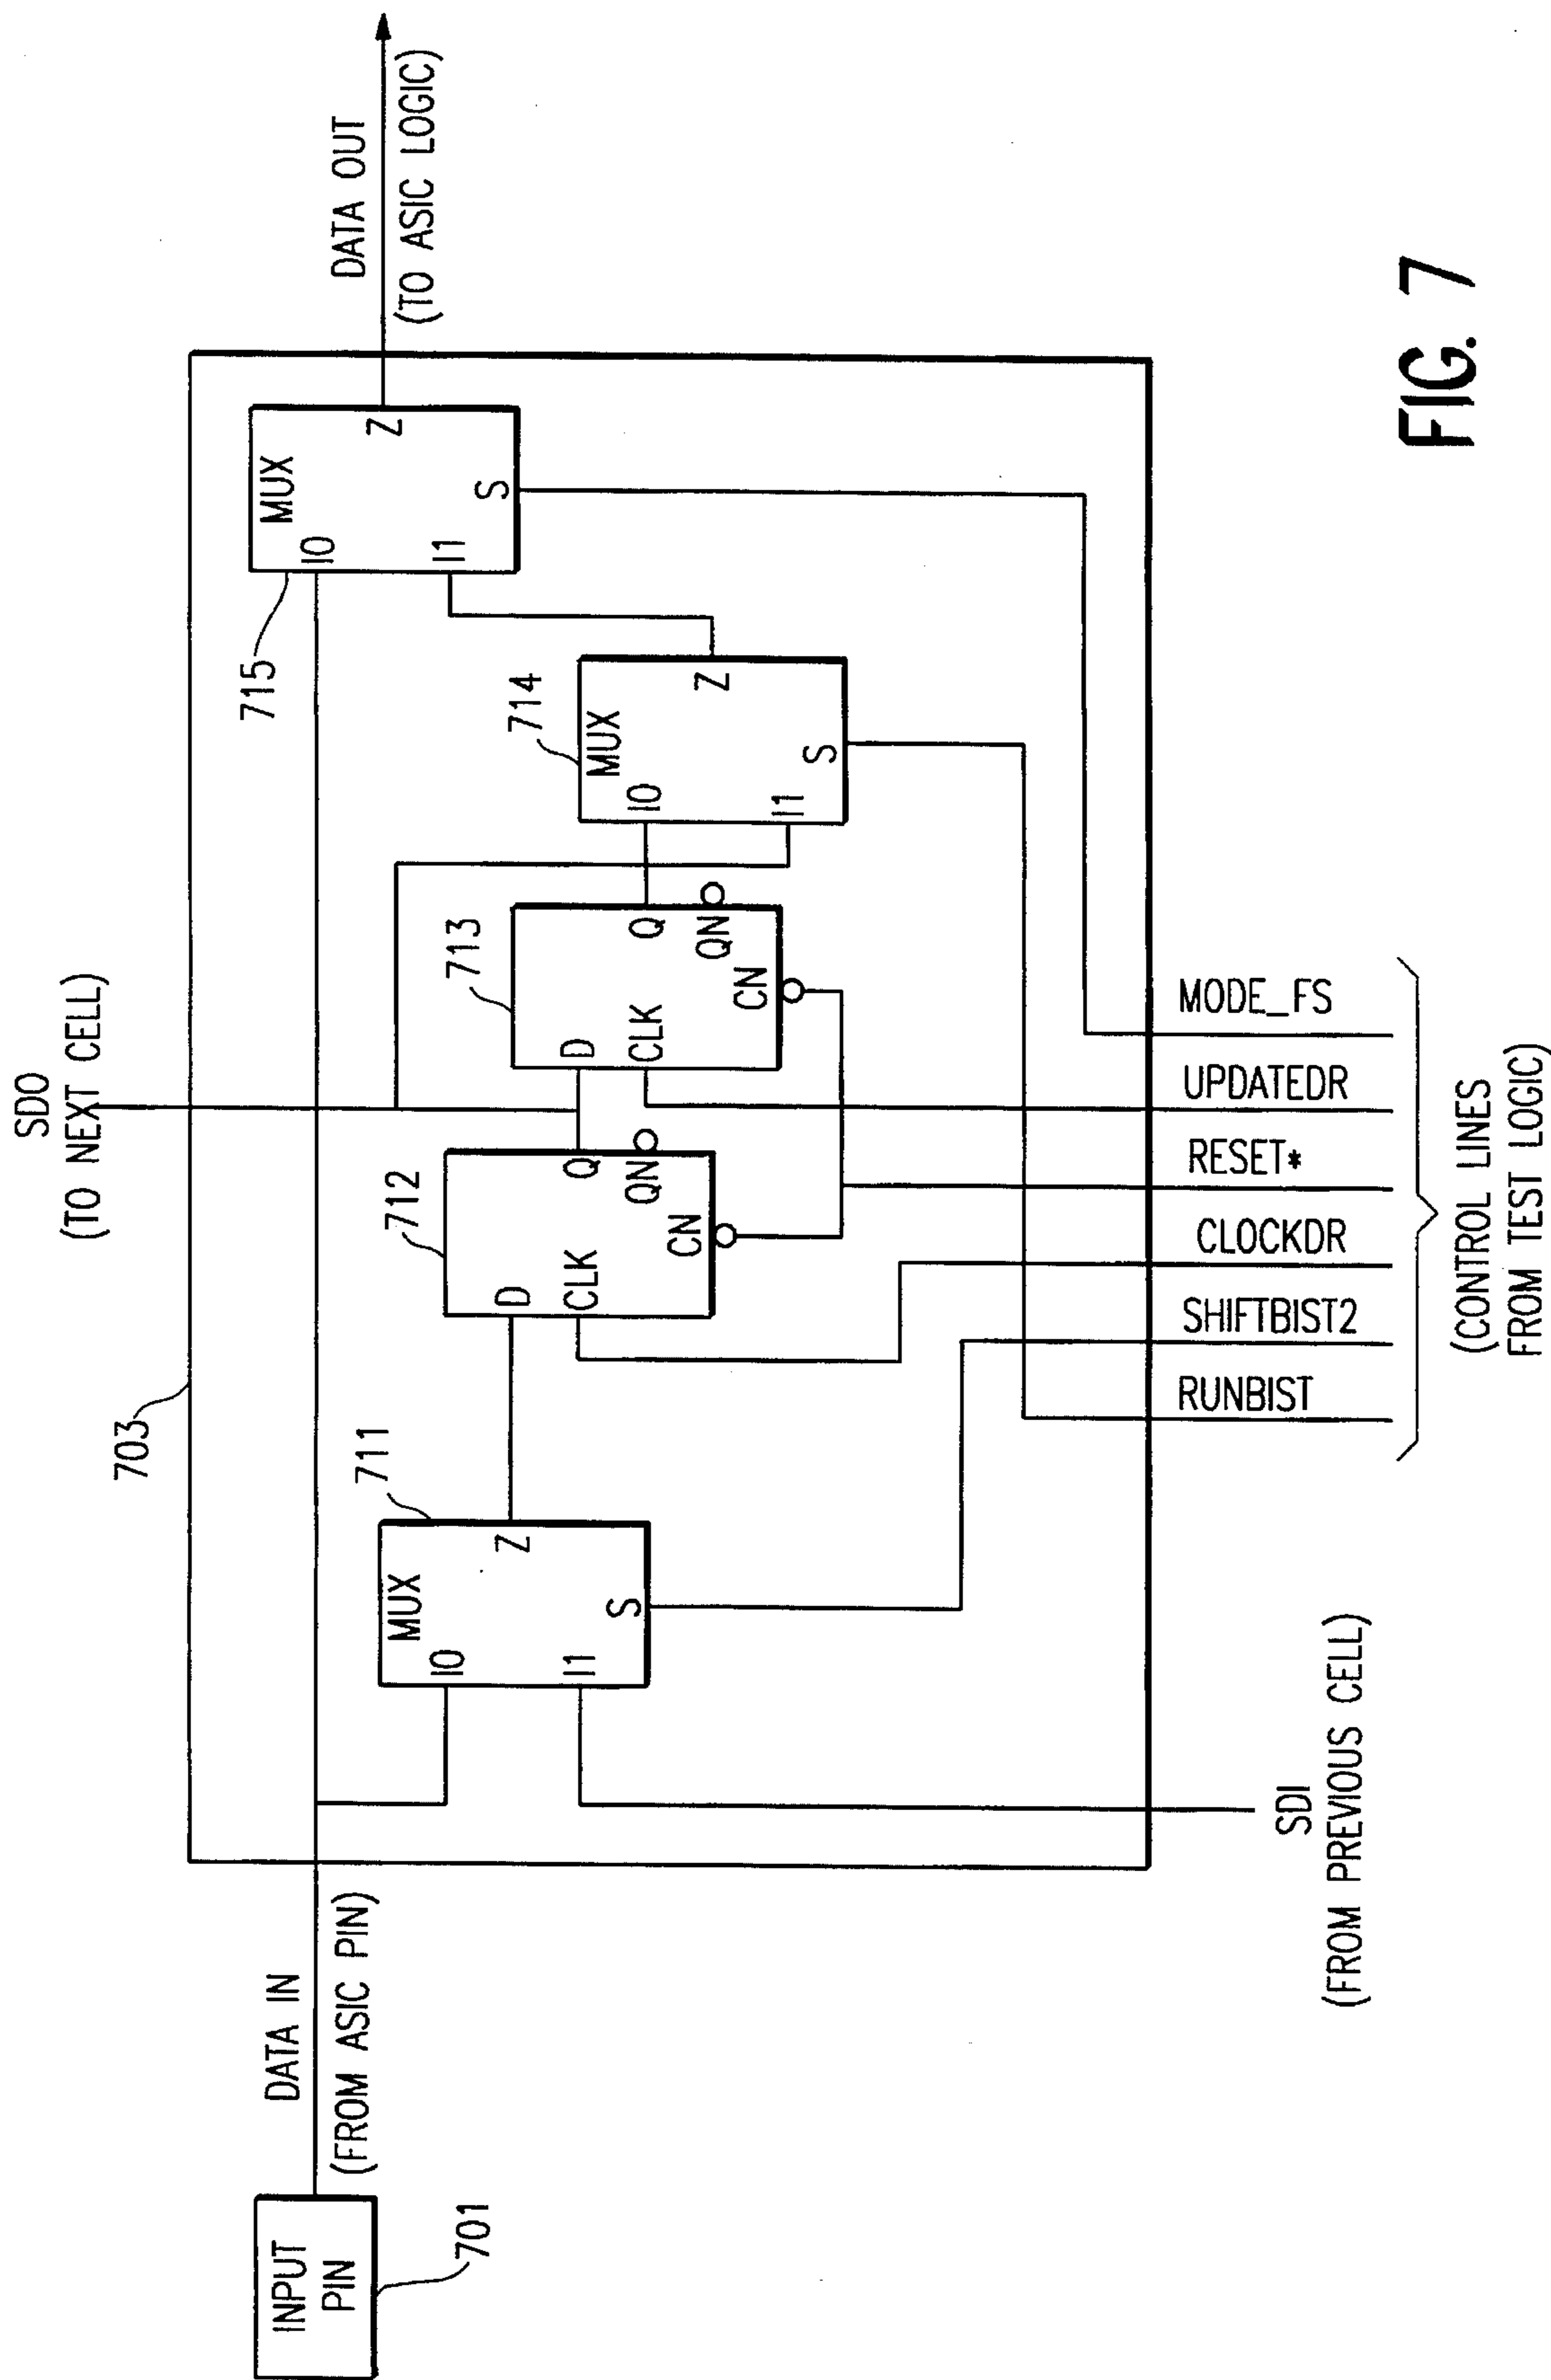 SDO
(TO NEXT CELL)
DATA OUT
(TO ASIC LOGIC)
703
715
MUX
I0
I1
S
Z
714
MUX
I0
I1
S
Z
713
D
CLK
CN
Q
QN
712
D
CLK
CN
Q
QN
711
MUX
I0
I1
S
Z
DATA IN
(FROM ASIC PIN)
INPUT
PIN
701
SDI
(FROM PREVIOUS CELL)
RUNBIST
SHIFTBIST2
CLOCKDR
RESET*
UPDATEDR
MODE_FS
(CONTROL LINES
FROM TEST LOGIC)
FIG. 7